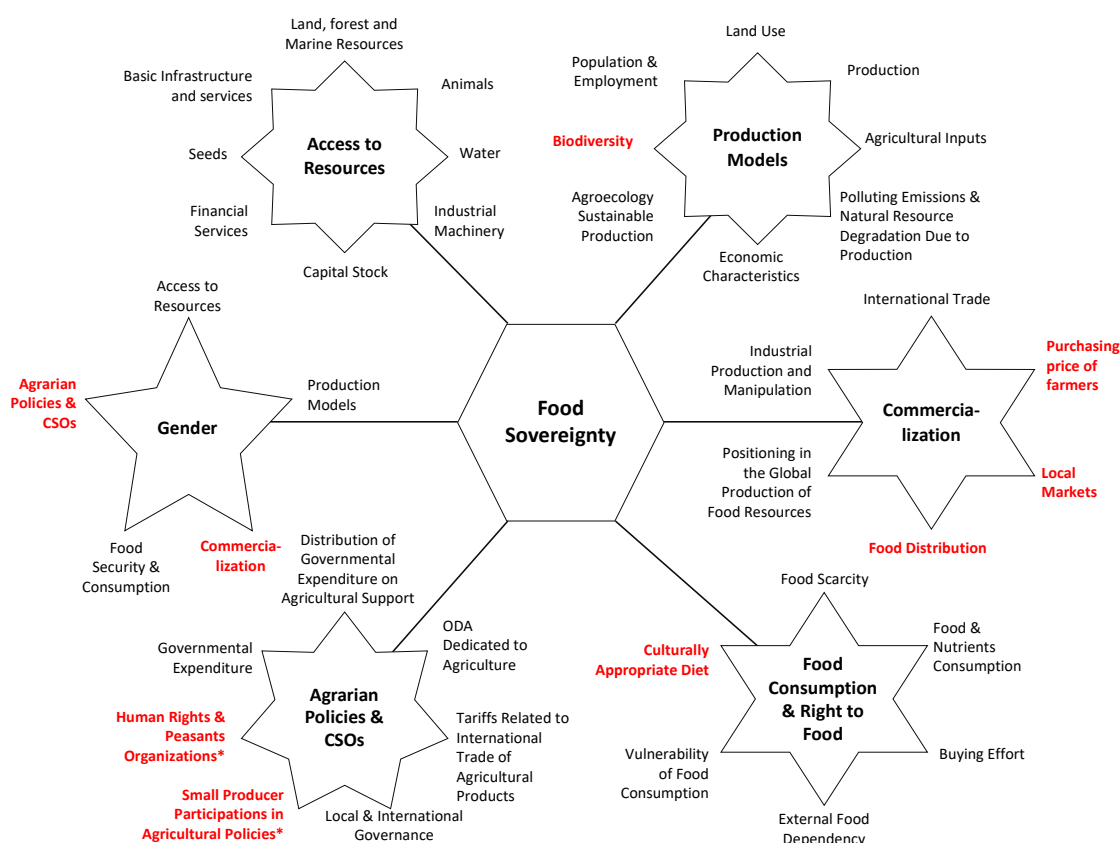 Land, forest and
Marine Resources
Basic Infrastructure
and services
Animals
Seeds
Access to
Resources
Water
Financial
Services
Industrial
Machinery
Capital Stock
Land Use
Population &
Employment
Production
Biodiversity
Production
Models
Agricultural Inputs
Agroecology
Sustainable
Production
Polluting Emissions &
Natural Resource
Degradation Due to
Production
Economic
Characteristics
Access to
Resources
Agrarian
Policies &
CSOs
Gender
Production
Models
Food
Security &
Consumption
Commercia-
lization
Food
Sovereignty
International Trade
Industrial
Production and
Manipulation
Purchasing
price of
farmers
Commercia-
lization
Positioning in
the Global
Production of
Food Resources
Local
Markets
Food Distribution
Distribution of
Governmental
Expenditure on
Agricultural Support
Governmental
Expenditure
ODA
Dedicated to
Agriculture
Human Rights &
Peasants
Organizations*
Agrarian
Policies &
CSOs
Tariffs Related to
International
Trade of
Agricultural
Products
Small Producer
Participations in
Agricultural Policies*
Local & International
Governance
Food Scarcity
Culturally
Appropriate Diet
Food &
Nutrients
Consumption
Food
Consumption
& Right to
Food
Vulnerability
of Food
Consumption
Buying Effort
External Food
Dependency